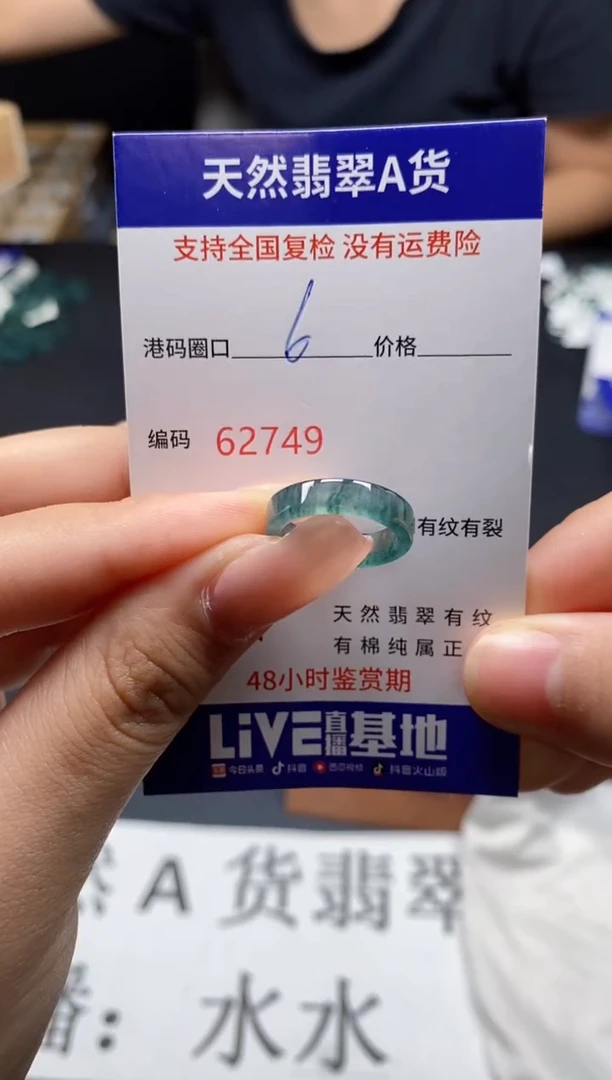 天然翡翠A货
支持全国复检 没有运费险
港码圈口 6 价格
编码 62749
有纹有裂
天然翡翠有纹
有棉纯属正
48小时鉴赏期
LiVE直播基地
今日头条 抖音 西瓜视频 抖音火山版
A货翡翠
：水水